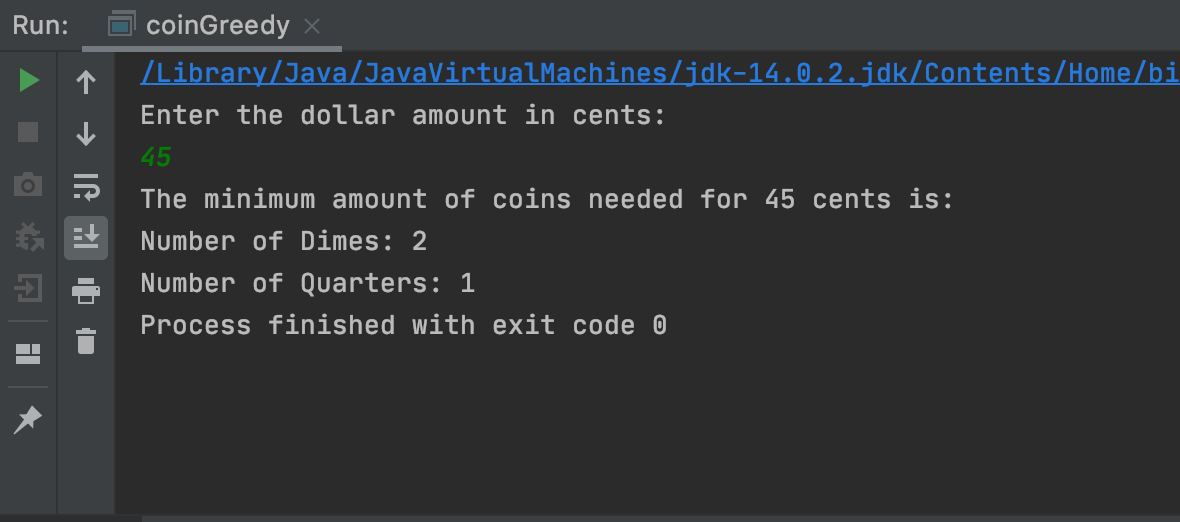 Run: coinGreedy
/Library/Java/JavaVirtualMachines/jdk-14.0.2.jdk/Contents/Home/bi
Enter the dollar amount in cents:
45
The minimum amount of coins needed for 45 cents is:
Number of Dimes: 2
Number of Quarters: 1
Process finished with exit code 0